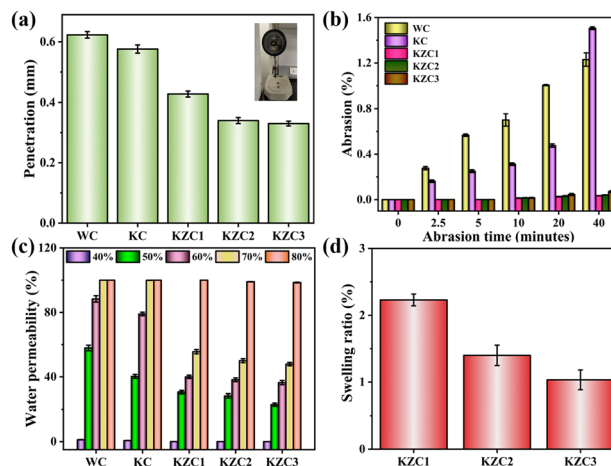 (a)
Penetration (mm)
0.6
0.4
0.2
0.0
WC KC KZC1 KZC2 KZC3
(b)
Abrasion (%)
1.6
1.2
0.8
0.4
0.0
WC
KC
KZC1
KZC2
KZC3
0 2.5 5 10 20 40
Abrasion time (minutes)
(c)
40% 50% 60% 70% 80%
Water permeability (%)
120
80
40
0
WC KC KZC1 KZC2 KZC3
(d)
Swelling ratio (%)
3
2
1
0
KZC1 KZC2 KZC3